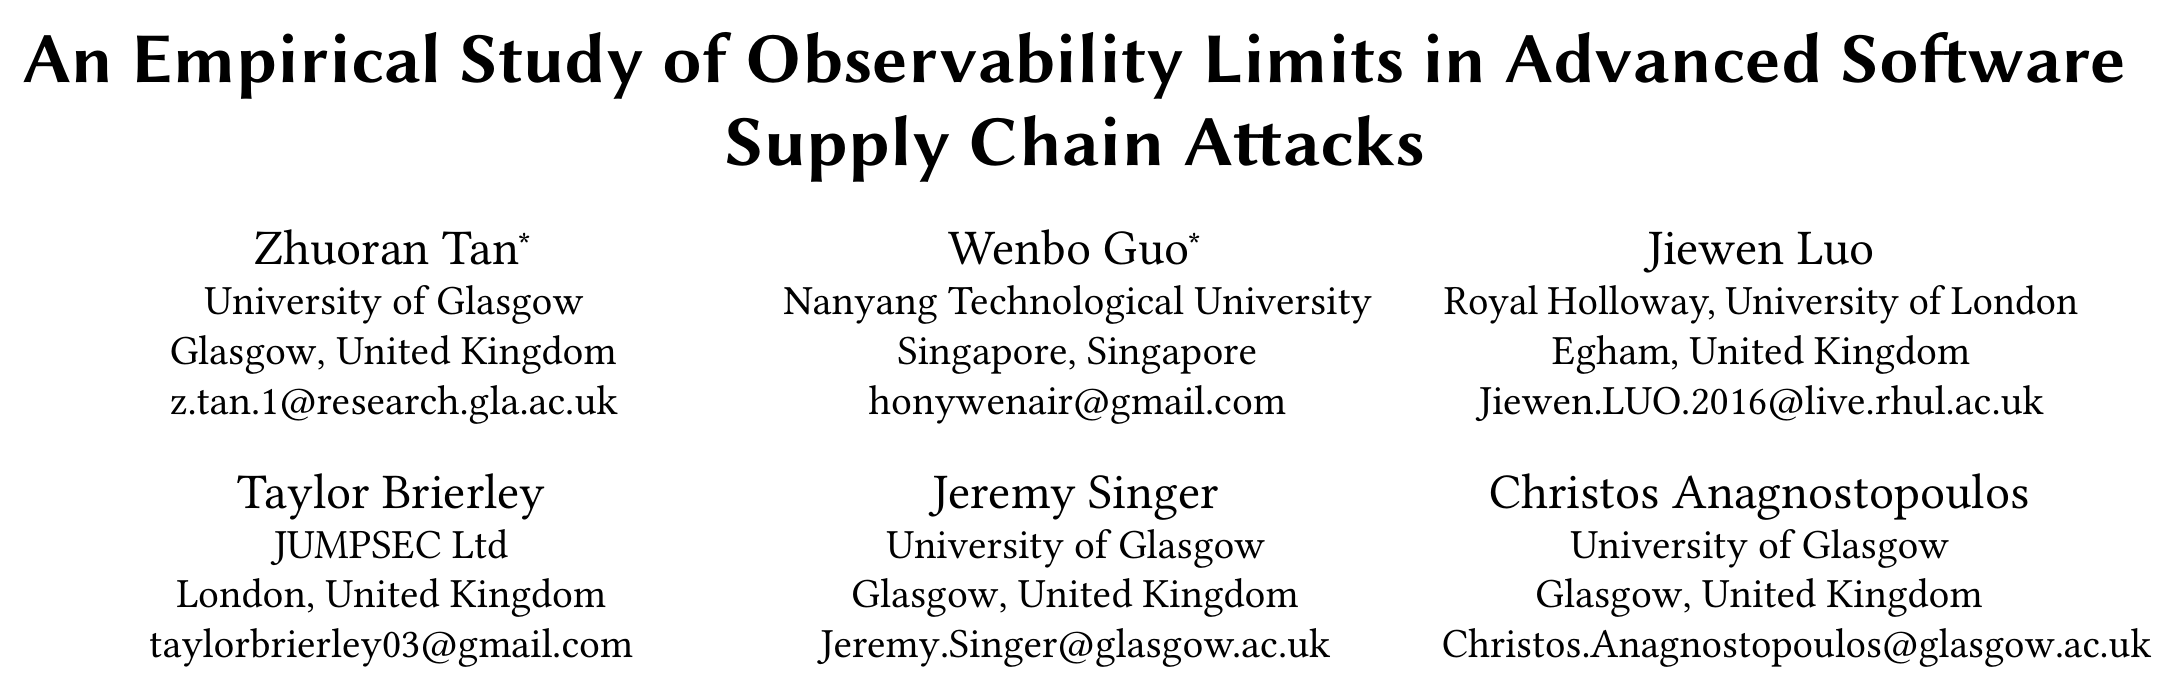 An Empirical Study of Observability Limits in Advanced Software
Supply Chain Attacks
Zhuoran Tan*
University of Glasgow
Glasgow, United Kingdom
z.tan.1@research.gla.ac.uk
Wenbo Guo*
Nanyang Technological University
Singapore, Singapore
honywenair@gmail.com
Jiewen Luo
Royal Holloway, University of London
Egham, United Kingdom
Jiewen.LUO.2016@live.rhul.ac.uk
Taylor Brierley
JUMPSEC Ltd
London, United Kingdom
taylorbrierley03@gmail.com
Jeremy Singer
University of Glasgow
Glasgow, United Kingdom
Jeremy.Singer@glasgow.ac.uk
Christos Anagnostopoulos
University of Glasgow
Glasgow, United Kingdom
Christos.Anagnostopoulos@glasgow.ac.uk